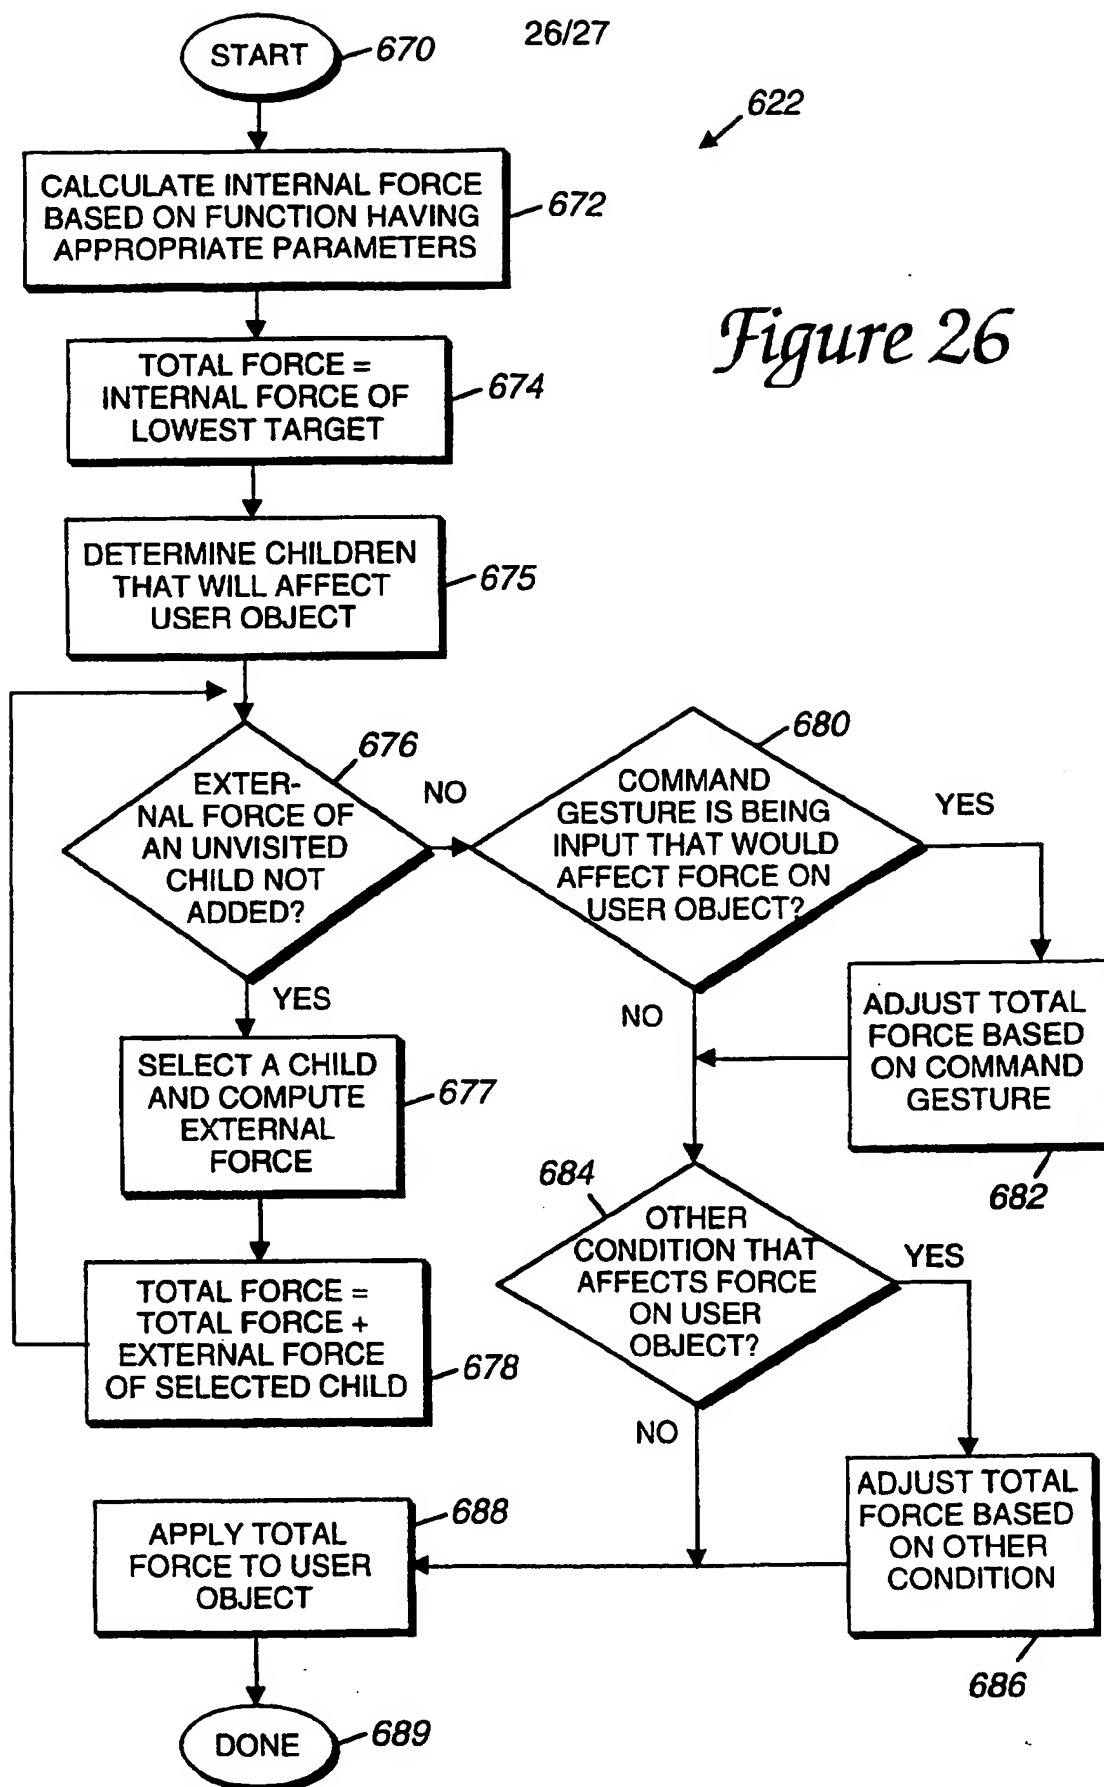 26/27
START
670
622
CALCULATE INTERNAL FORCE
BASED ON FUNCTION HAVING
APPROPRIATE PARAMETERS
672
Figure 26
TOTAL FORCE =
INTERNAL FORCE OF
LOWEST TARGET
674
DETERMINE CHILDREN
THAT WILL AFFECT
USER OBJECT
675
EXTER-
NAL FORCE OF
AN UNVISITED
CHILD NOT
ADDED?
676
NO
YES
COMMAND
GESTURE IS BEING
INPUT THAT WOULD
AFFECT FORCE ON
USER OBJECT?
680
YES
NO
SELECT A CHILD
AND COMPUTE
EXTERNAL
FORCE
677
ADJUST TOTAL
FORCE BASED
ON COMMAND
GESTURE
682
TOTAL FORCE =
TOTAL FORCE +
EXTERNAL FORCE
OF SELECTED CHILD
678
684
OTHER
CONDITION THAT
AFFECTS FORCE
ON USER
OBJECT?
YES
NO
ADJUST TOTAL
FORCE BASED
ON OTHER
CONDITION
686
APPLY TOTAL
FORCE TO USER
OBJECT
688
DONE
689